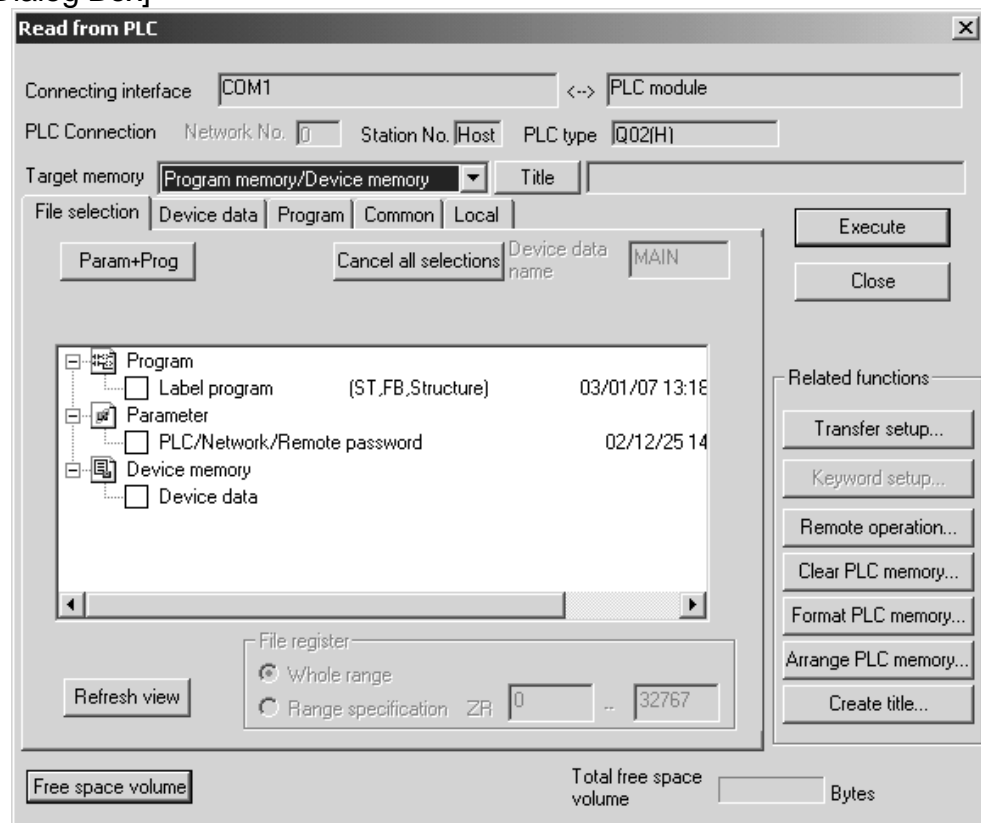 Dialog Box]
Read from PLC
Connecting interface COM1 <--> PLC module
PLC Connection Network No. 0 Station No. Host PLC type Q02(H)
Target memory Program memory/Device memory Title
File selection Device data Program Common Local
Execute
Param+Prog Cancel all selections Device data name MAIN
Close
Program
Label program (ST,FB,Structure) 03/01/07 13:18
Parameter
PLC/Network/Remote password 02/12/25 14
Device memory
Device data
Related functions
Transfer setup...
Keyword setup...
Remote operation...
Clear PLC memory...
Format PLC memory...
Arrange PLC memory...
Create title...
File register
Whole range
Range specification ZR 0 .. 32767
Refresh view
Free space volume
Total free space volume Bytes